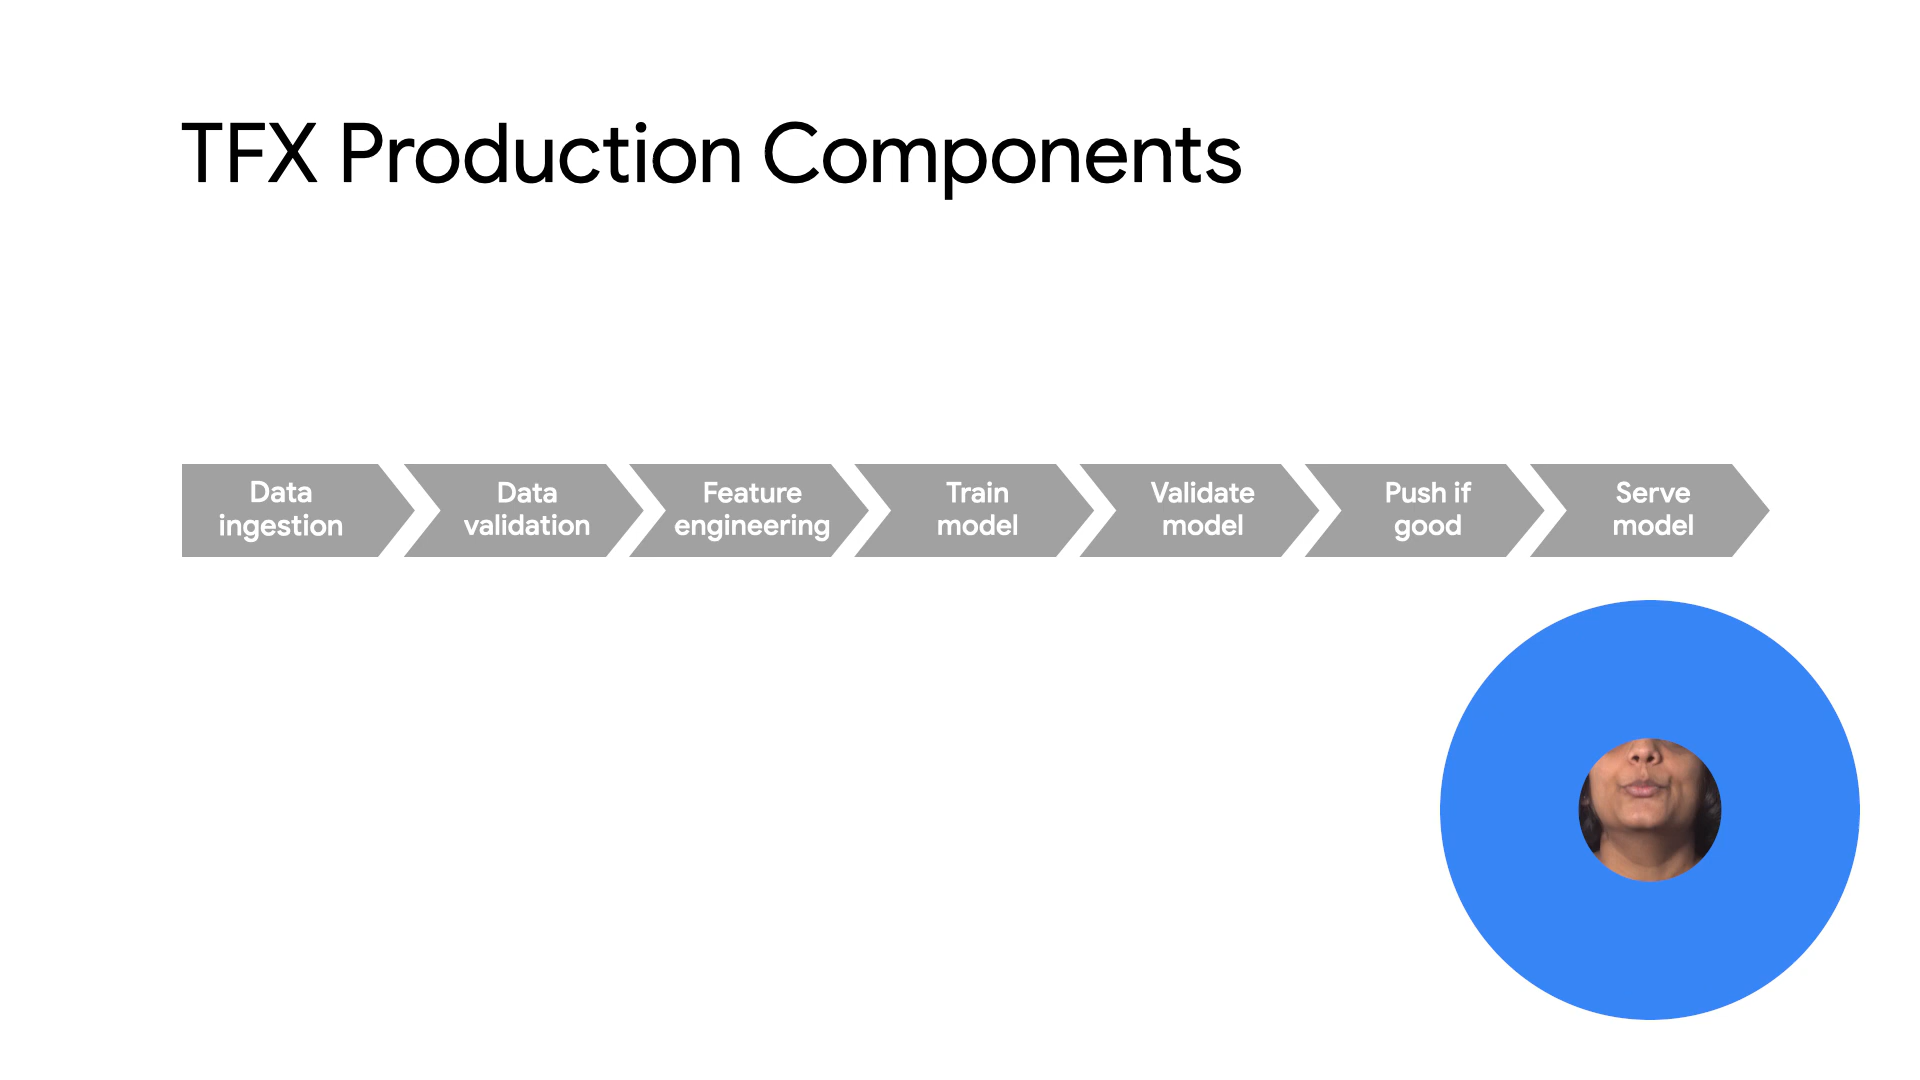 TFX Production Components
Data
ingestion
Data
validation
Feature
engineering
Train
model
Validate
model
Push if
good
Serve
model